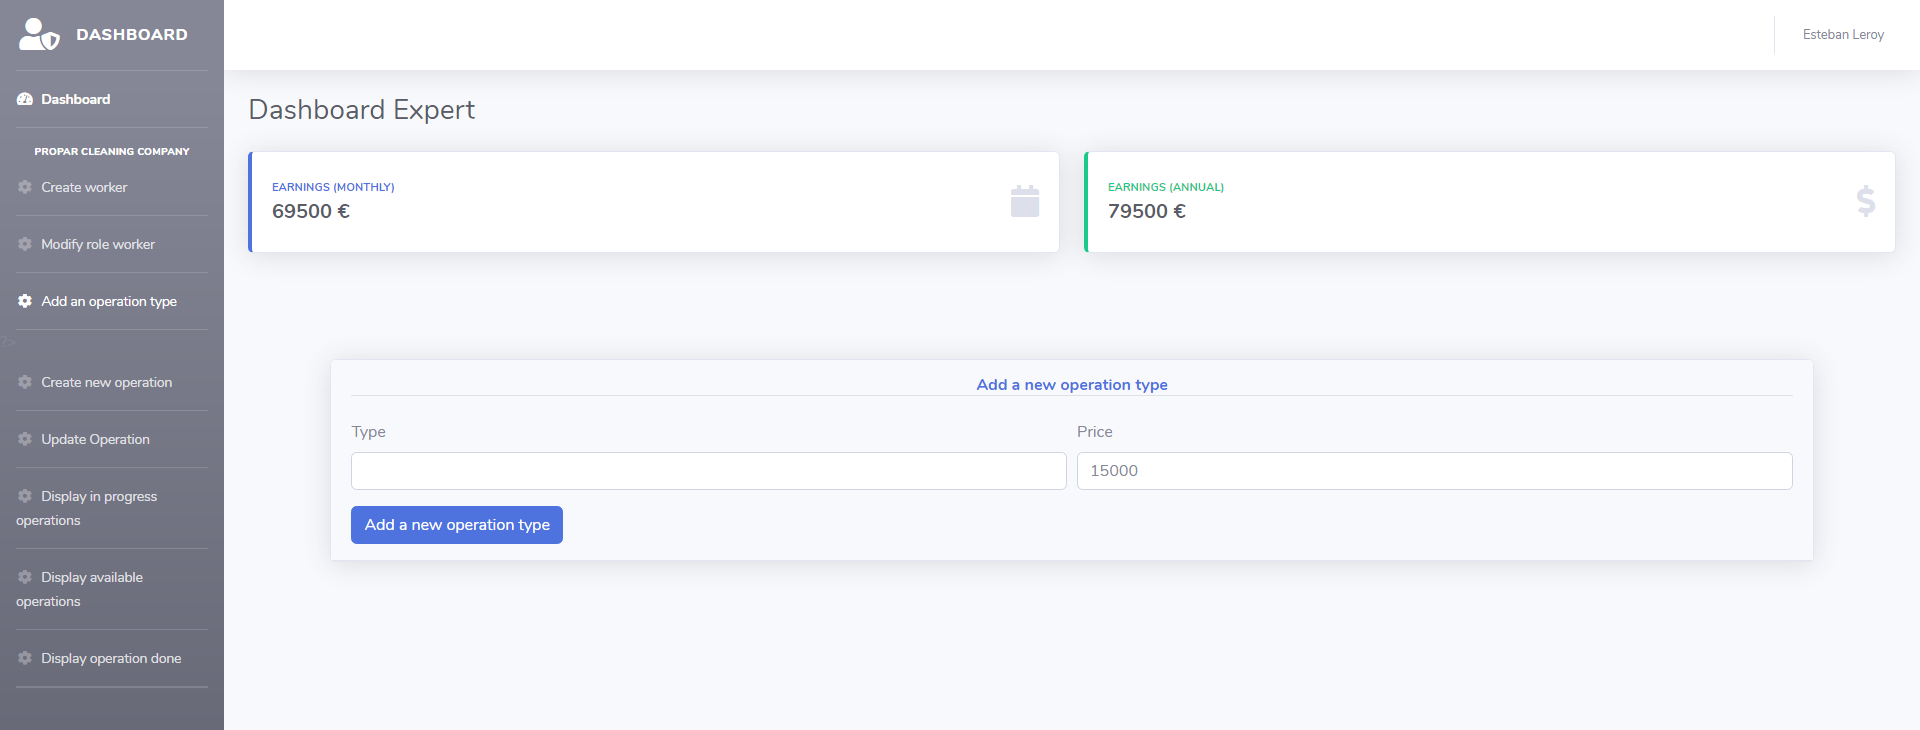 DASHBOARD
Esteban Leroy
Dashboard
PROPAR CLEANING COMPANY
Create worker
Modify role worker
Add an operation type
?>
Create new operation
Update Operation
Display in progress
operations
Display available
operations
Display operation done
Dashboard Expert
EARNINGS (MONTHLY)
69500 €
EARNINGS (ANNUAL)
79500 €
$
Add a new operation type
Type
Price
15000
Add a new operation type